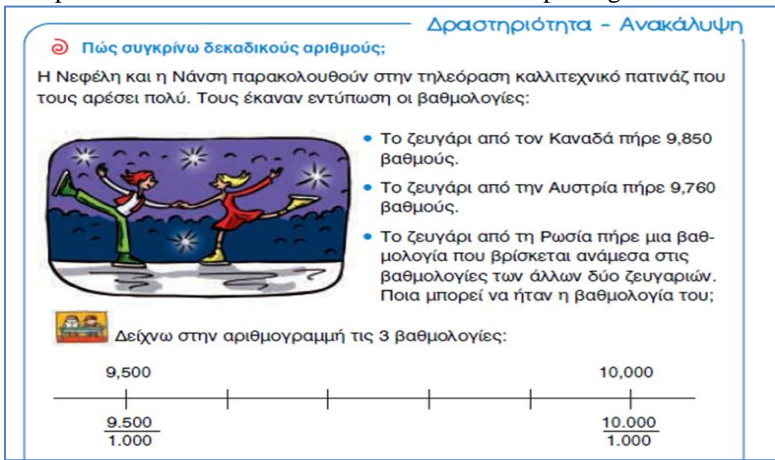 Δραστηριότητα - Ανακάλυψη
Πώς συγκρίνω δεκαδικούς αριθμούς;
Η Νεφέλη και η Νάνση παρακολουθούν στην τηλεόραση καλλιτεχνικό πατινάζ που
τους αρέσει πολύ. Τους έκαναν εντύπωση οι βαθμολογίες:
• Το ζευγάρι από τον Καναδά πήρε 9,850
βαθμούς.
• Το ζευγάρι από την Αυστρία πήρε 9,760
βαθμούς.
• Το ζευγάρι από τη Ρωσία πήρε μια βαθ-
μολογία που βρίσκεται ανάμεσα στις
βαθμολογίες των άλλων δύο ζευγαριών.
Ποια μπορεί να ήταν η βαθμολογία του;
Δείχνω στην αριθμογραμμή τις 3 βαθμολογίες:
9,500 10,000
9.500 10.000
1.000 1.000